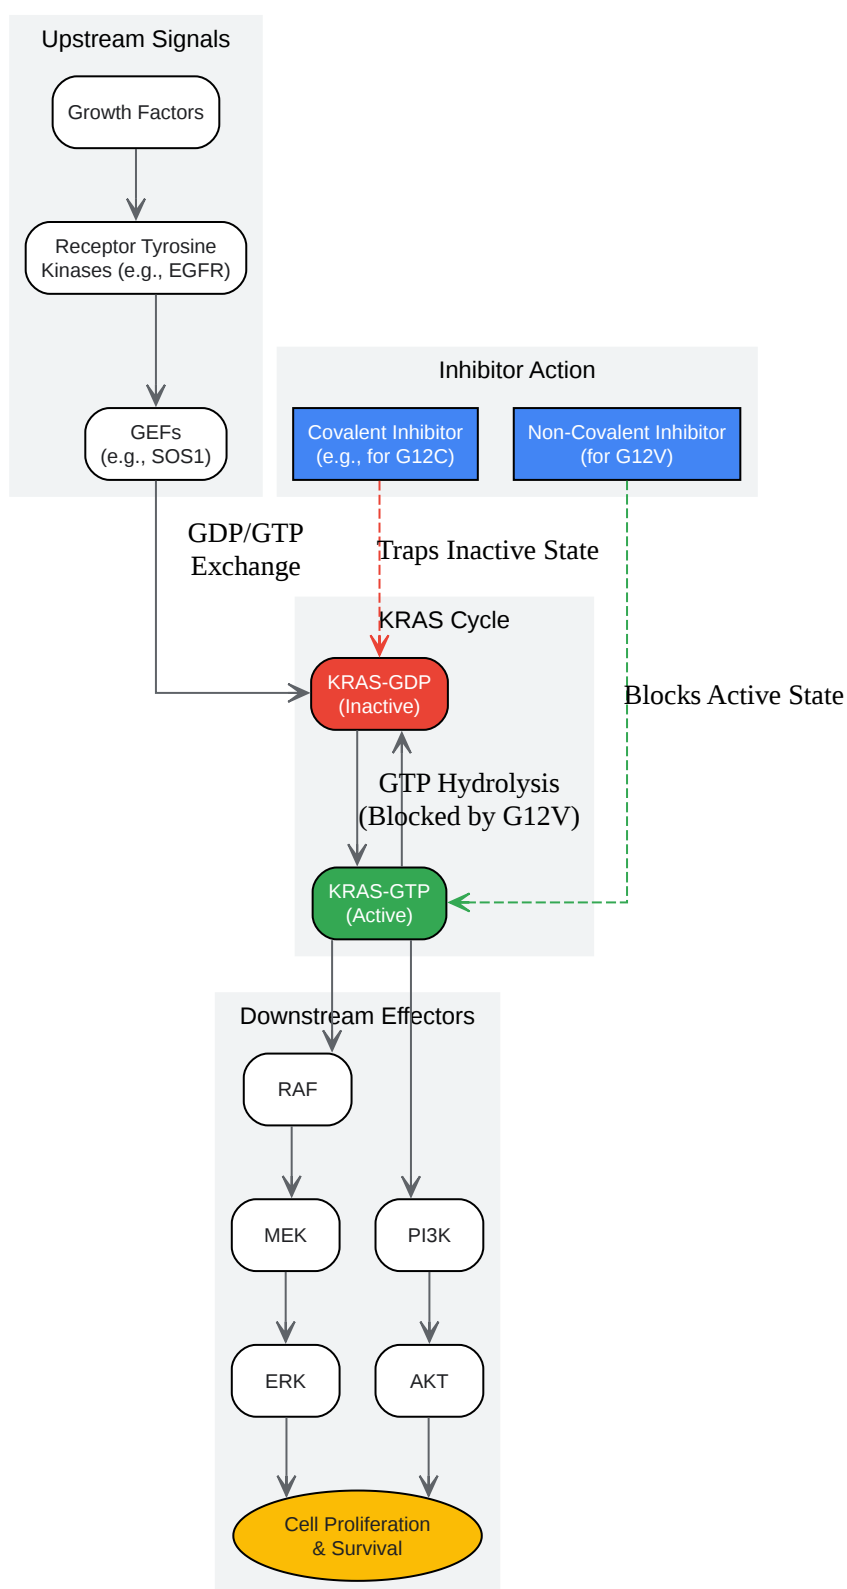 Upstream Signals
Growth Factors
Receptor Tyrosine
Kinases (e.g., EGFR)
Inhibitor Action
GEFs
(e.g., SOS1)
Covalent Inhibitor
(e.g., for G12C)
Non-Covalent Inhibitor
(for G12V)
GDP/GTP
Exchange
Traps Inactive State
KRAS Cycle
KRAS-GDP
(Inactive)
Blocks Active State
GTP Hydrolysis
(Blocked by G12V)
KRAS-GTP
(Active)
Downstream Effectors
RAF
MEK
PI3K
ERK
AKT
Cell Proliferation
& Survival